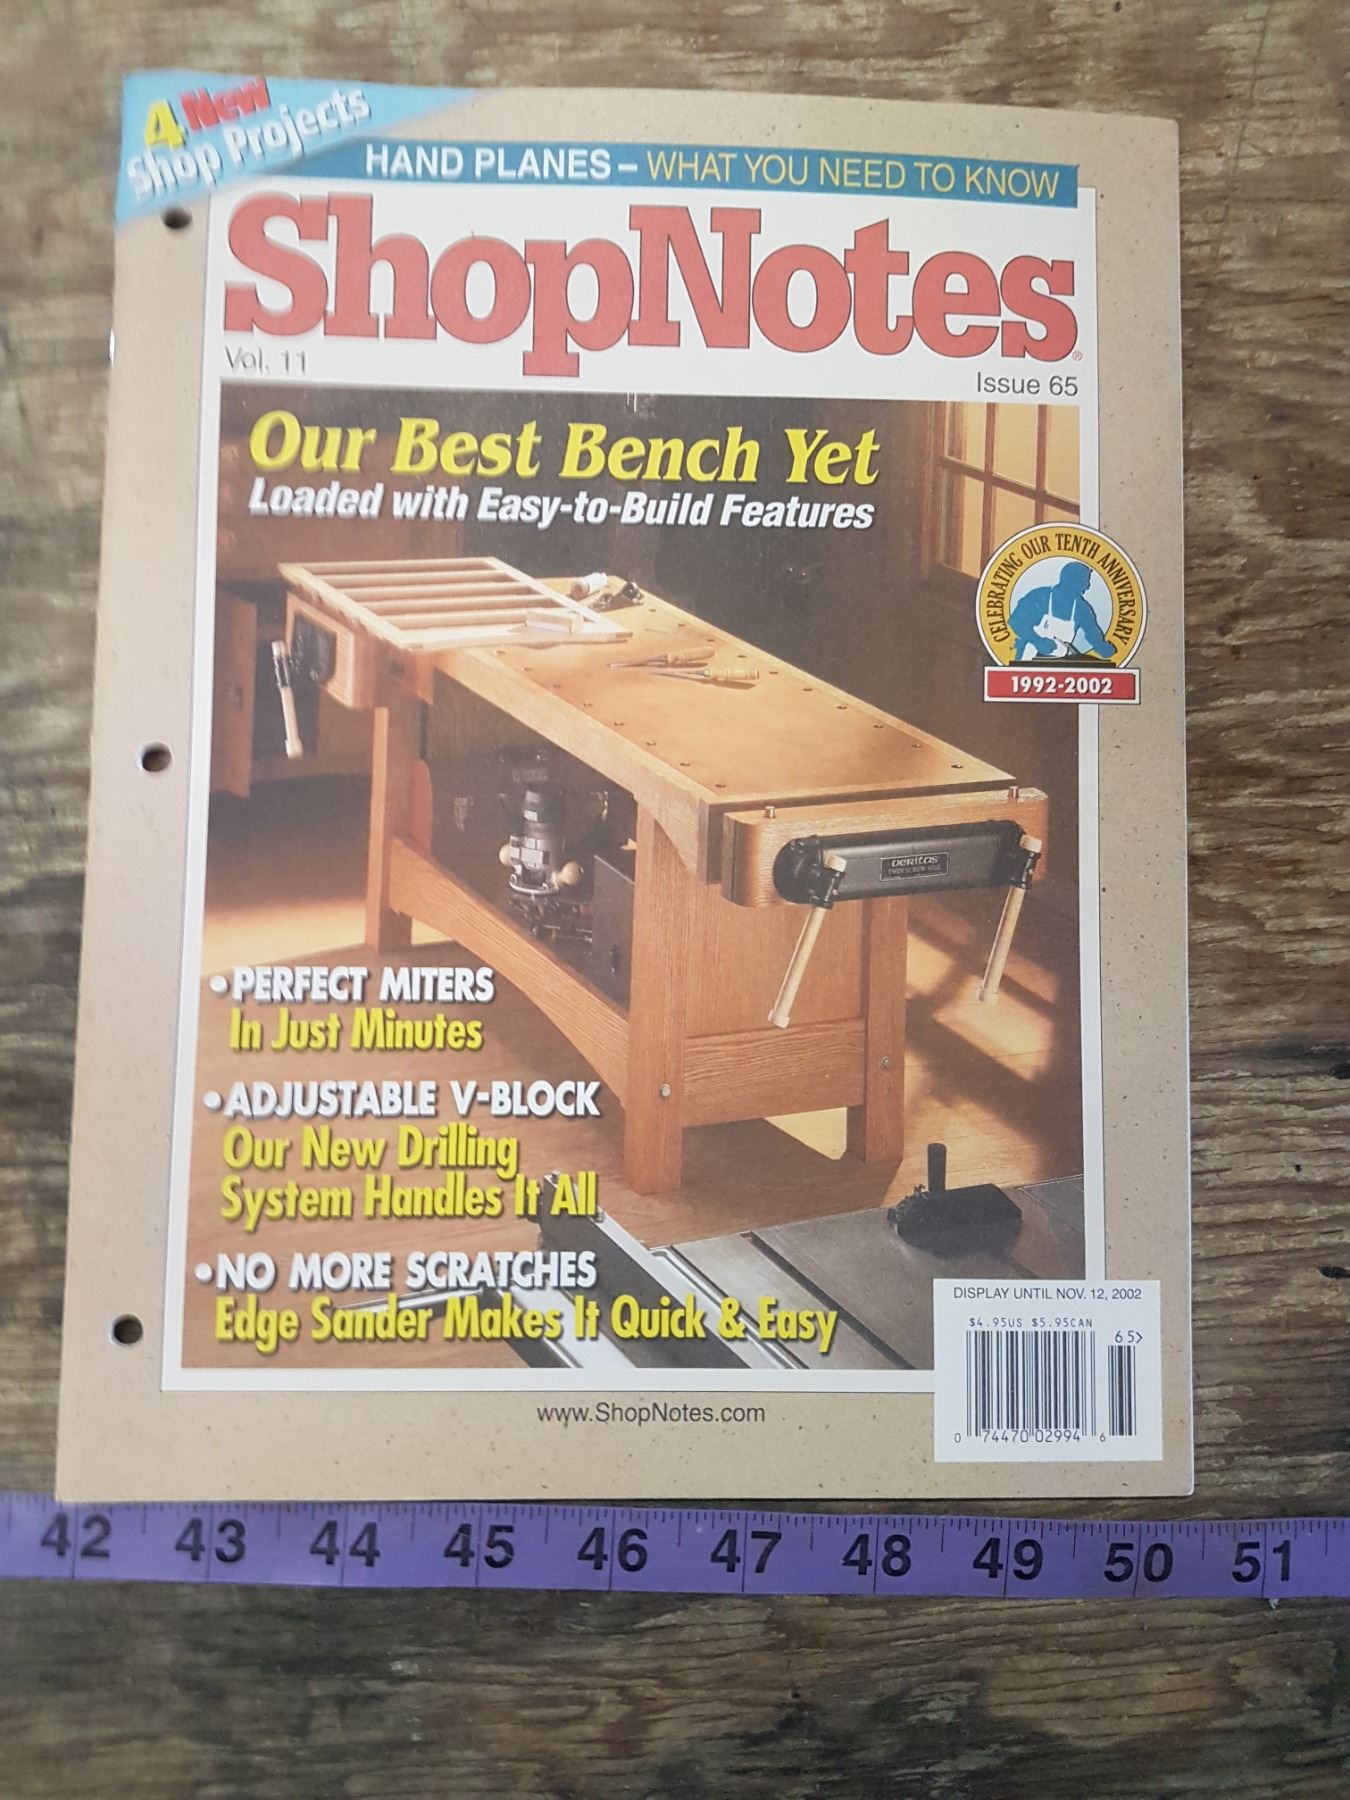 4 New
Shop Projects
HAND PLANES – WHAT YOU NEED TO KNOW
ShopNotes®
Vol. 11
Issue 65
Our Best Bench Yet
Loaded with Easy-to-Build Features
CELEBRATING OUR TENTH ANNIVERSARY
1992-2002
veritas
TWIN SCREW VISE
•PERFECT MITERS
In Just Minutes
•ADJUSTABLE V-BLOCK
Our New Drilling
System Handles It All
•NO MORE SCRATCHES
Edge Sander Makes It Quick & Easy
DISPLAY UNTIL NOV. 12, 2002
$4.95US $5.95CAN
65>
0 74470 02994 6
www.ShopNotes.com
42 43 44 45 46 47 48 49 50 51